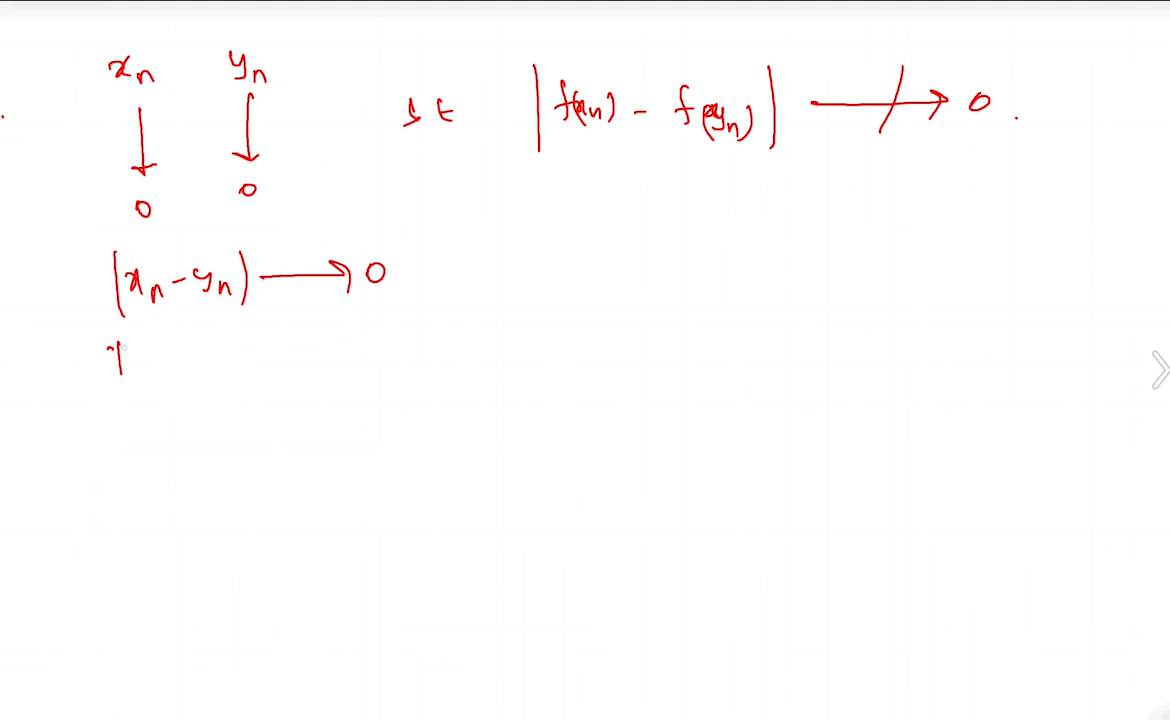 xₙ yₙ s t |f(xₙ) - f(yₙ)| ↛ 0 .
↓ ↓
0 0
|xₙ - yₙ| ⟶ 0